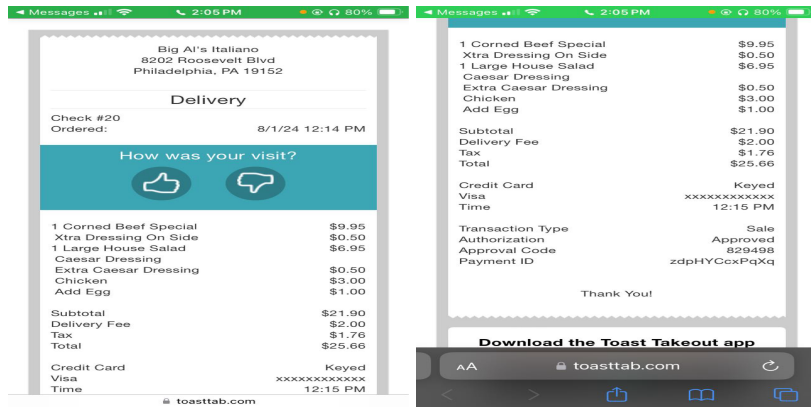 Messages 2:05 PM 80%
Big Al's Italiano
8202 Roosevelt Blvd
Philadelphia, PA 19152
Delivery
Check #20
Ordered: 8/1/24 12:14 PM
How was your visit?
1 Corned Beef Special $9.95
Xtra Dressing On Side $0.50
1 Large House Salad $6.95
Caesar Dressing
Extra Caesar Dressing $0.50
Chicken $3.00
Add Egg $1.00
Subtotal $21.90
Delivery Fee $2.00
Tax $1.76
Total $25.66
Credit Card Keyed
Visa xxxxxxxxxxxx
Time 12:15 PM
toasttab.com
Messages 2:05 PM 80%
1 Corned Beef Special $9.95
Xtra Dressing On Side $0.50
1 Large House Salad $6.95
Caesar Dressing
Extra Caesar Dressing $0.50
Chicken $3.00
Add Egg $1.00
Subtotal $21.90
Delivery Fee $2.00
Tax $1.76
Total $25.66
Credit Card Keyed
Visa xxxxxxxxxxxx
Time 12:15 PM
Transaction Type Sale
Authorization Approved
Approval Code 829498
Payment ID zdpHYCcxPqXq
Thank You!
Download the Toast Takeout app
AA toasttab.com